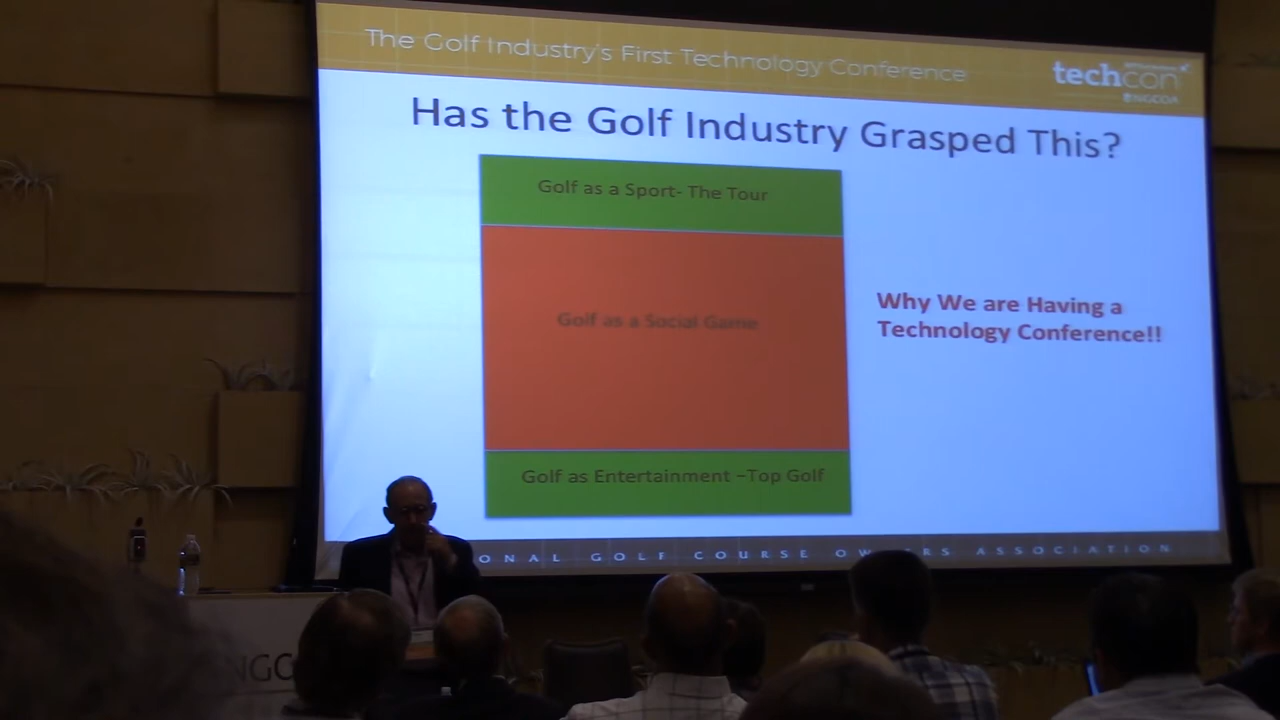 The Golf Industry's First Technology Conference
techcon
NGCOA
Has the Golf Industry Grasped This?
Golf as a Sport- The Tour
Golf as a Social Game
Why We are Having a
Technology Conference!!
Golf as Entertainment –Top Golf
ONAL GOLF COURSE OWNERS ASSOCIATION
NGC